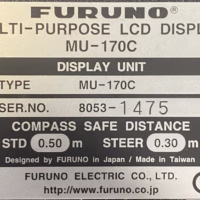 FURUNO®
LTI-PURPOSE LCD DISPL
MU-170C
DISPLAY UNIT
TYPE MU-170C
SER.NO. 8053-1475
COMPASS SAFE DISTANCE
STD 0.50 m STEER 0.30 m
Designed by FURUNO in Japan / Made in Taiwan
FURUNO ELECTRIC CO., LTD.
http://www.furuno.co.jp